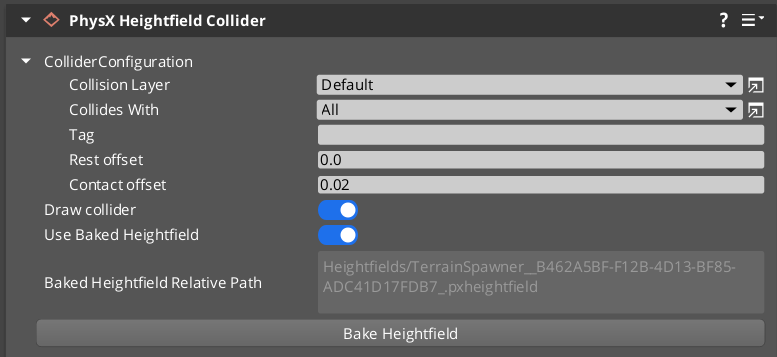 PhysX Heightfield Collider ?
ColliderConfiguration
Collision Layer Default
Collides With All
Tag
Rest offset 0.0
Contact offset 0.02
Draw collider
Use Baked Heightfield
Baked Heightfield Relative Path Heightfields/TerrainSpawner__B462A5BF-F12B-4D13-BF85-
ADC41D17FDB7_.pxheightfield
Bake Heightfield